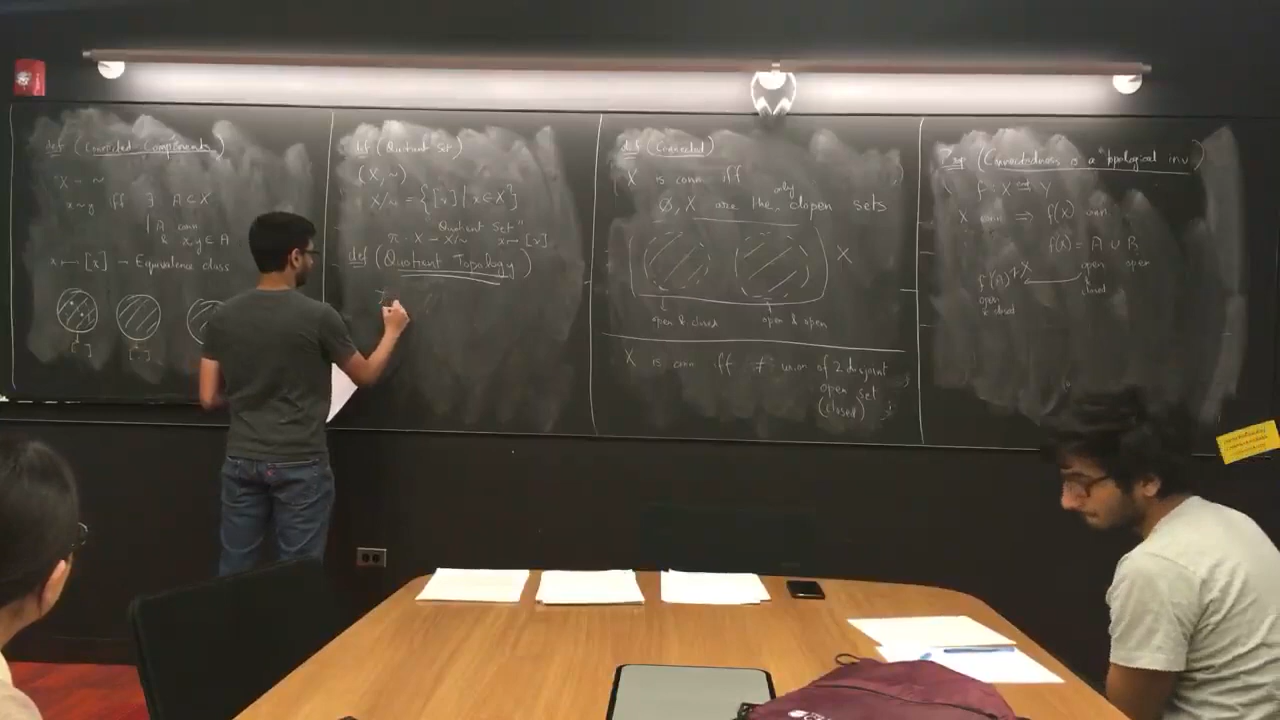 def (Connected Components)
X ~ ~
x~y iff ∃ A⊂X
| A conn
& x,y ∈ A
x ⟼ [x] – Equivalence class
[ ] [ ]
def (Quotient Set)
(X, ~)
X/~ = {[x] | x∈X}
Quotient Set"
π : X – X/~ x⟼[x]
def (Quotient Topology)
def (Connected)
X is conn iff
only
∅, X are the clopen sets
X
open & closed open & open
X is conn iff ≠ union of 2 disjoint
open set
(closed)
Prop (Connectedness is a topological inv)
f : X cont→ Y
X conn ⇒ f(X) conn
f(X) = A ∪ B
open open
& closed
f⁻¹(A) ≠ X
open
& closed